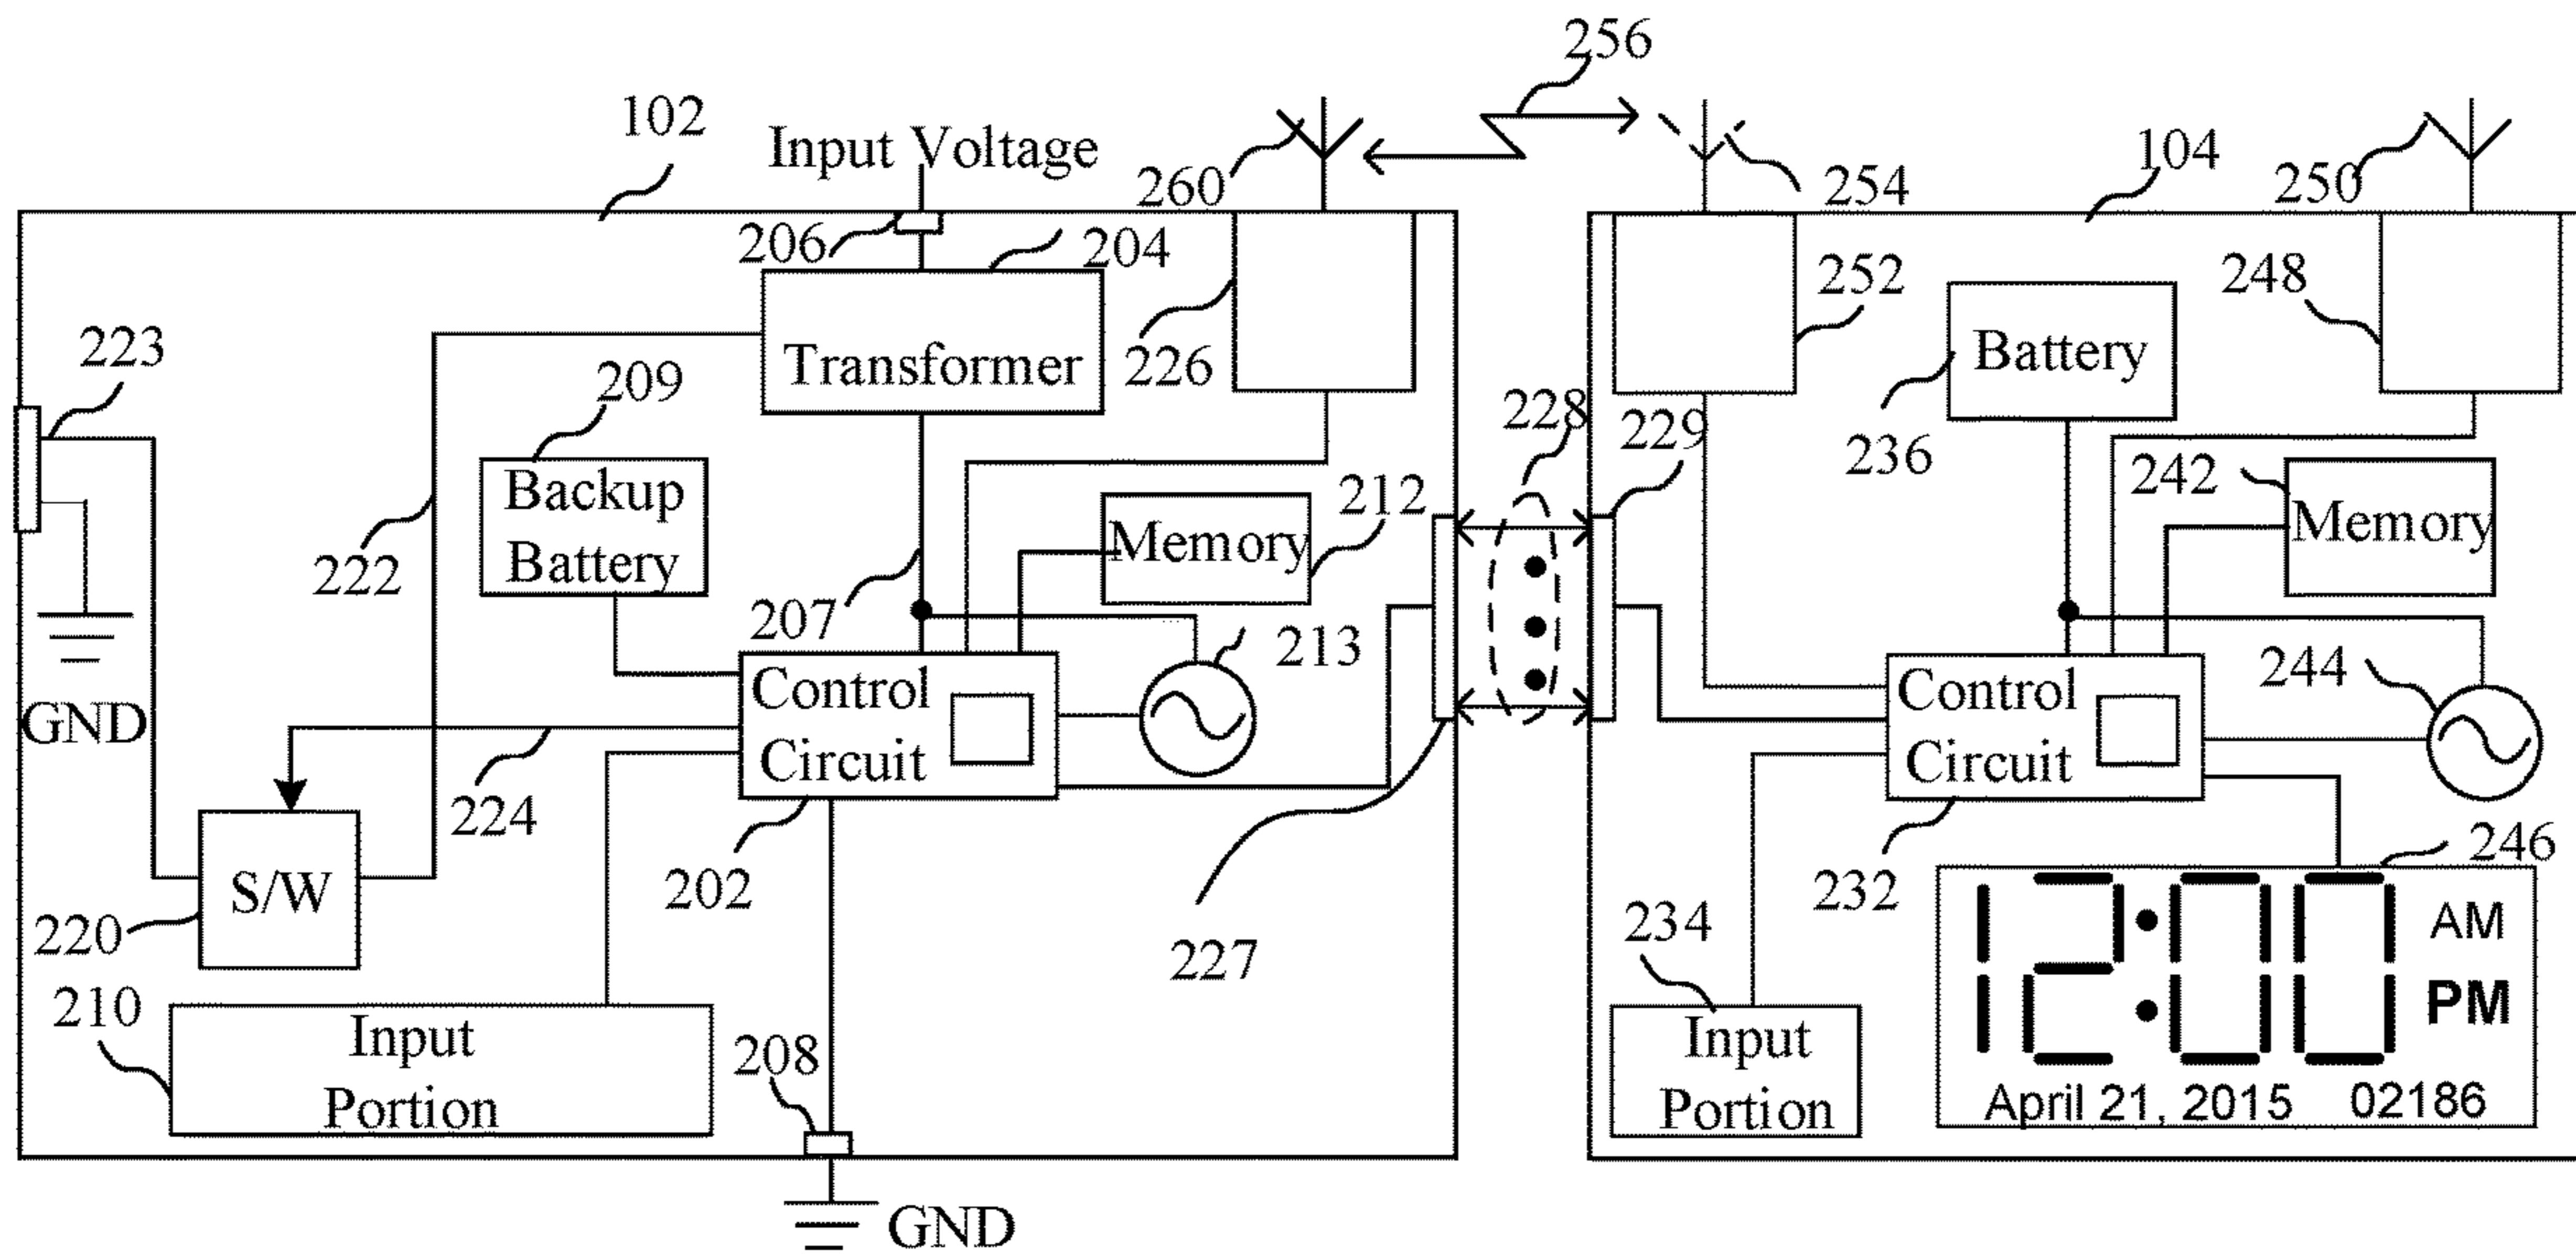 256
102
Input Voltage
260
254
104
250
206
204
252
248
223
Transformer
226
Battery
209
228
229
236
242
Backup
Battery
212
Memory
Memory
222
207
213
244
GND
Control
Circuit
Control
Circuit
224
202
232
246
S/W
220
227
234
12:00
AM
PM
210
Input
Portion
208
Input
Portion
April 21, 2015 02186
GND